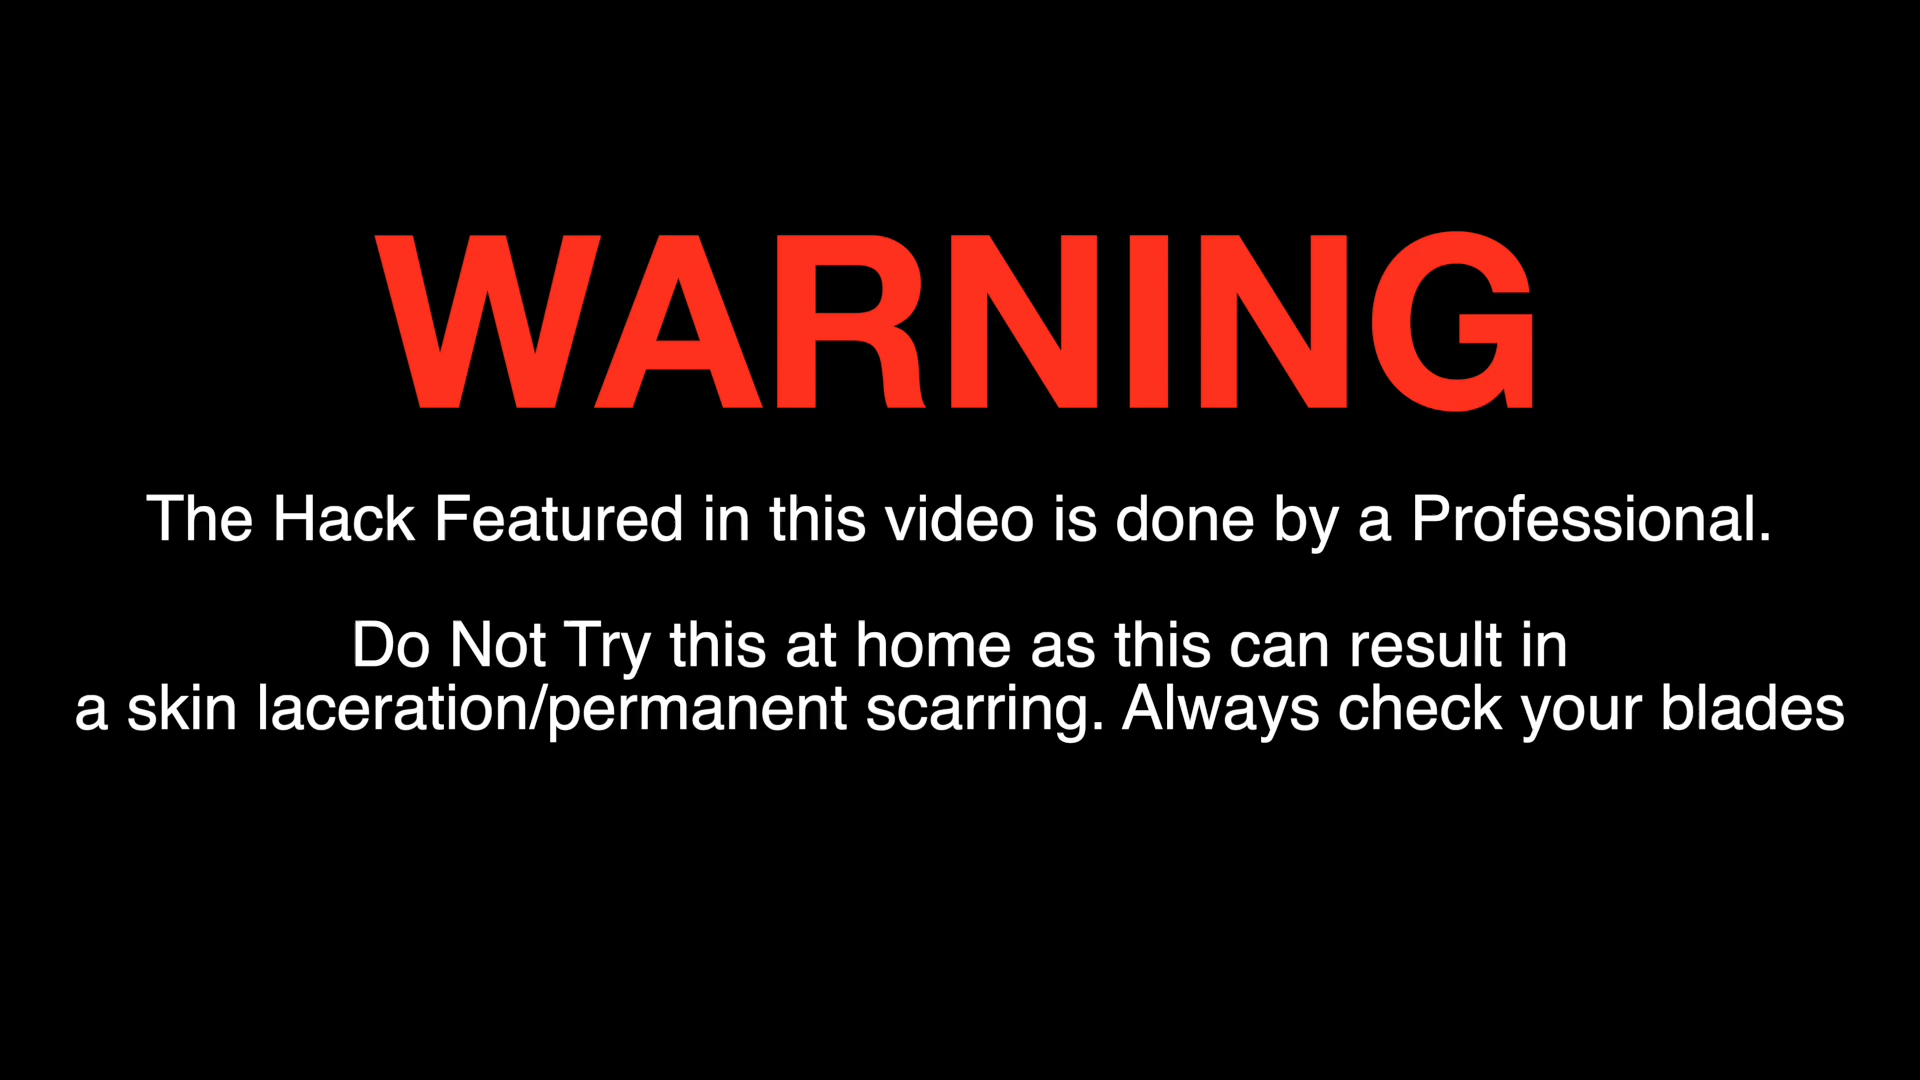 WARNING
The Hack Featured in this video is done by a Professional.
Do Not Try this at home as this can result in
a skin laceration/permanent scarring. Always check your blades